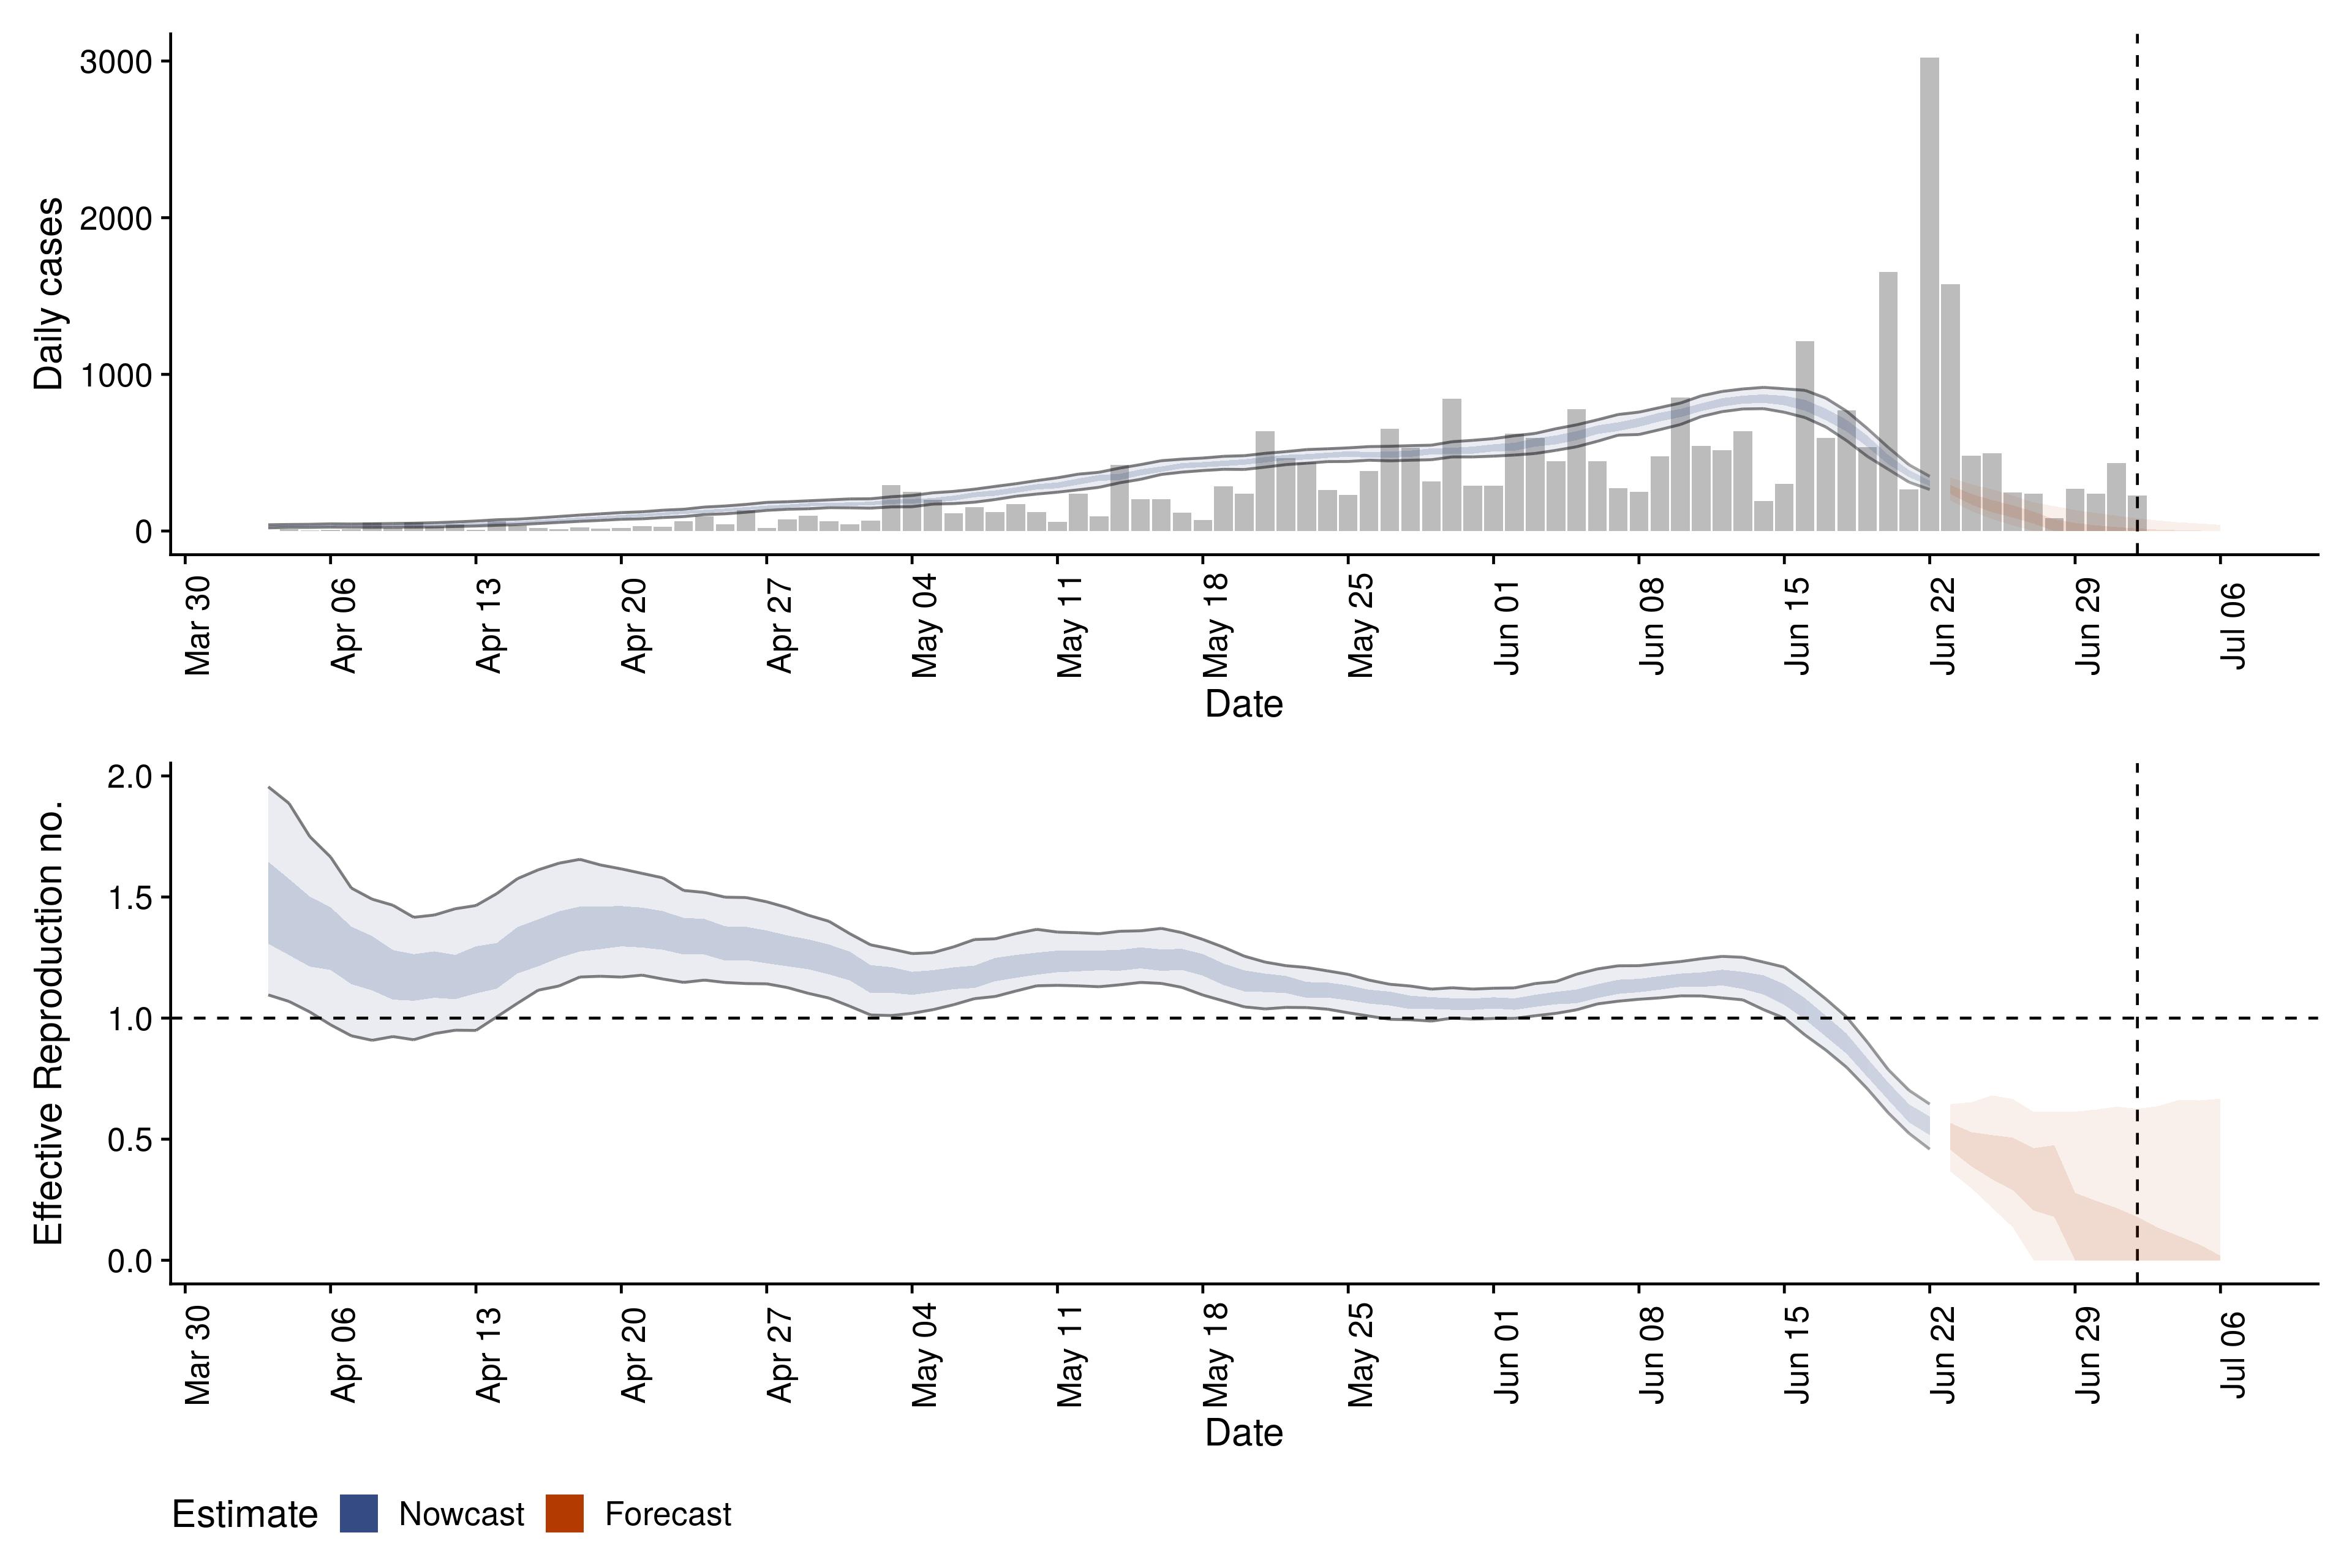 Daily cases
3000
2000
1000
0
Mar 30
Apr 06
Apr 13
Apr 20
Apr 27
May 04
May 11
May 18
May 25
Jun 01
Jun 08
Jun 15
Jun 22
Jun 29
Jul 06
Date
Effective Reproduction no.
2.0
1.5
1.0
0.5
0.0
Mar 30
Apr 06
Apr 13
Apr 20
Apr 27
May 04
May 11
May 18
May 25
Jun 01
Jun 08
Jun 15
Jun 22
Jun 29
Jul 06
Date
Estimate Nowcast Forecast